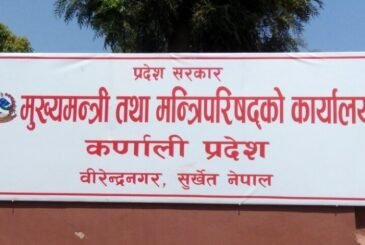 प्रदेश सरकार
मुख्यमन्त्री तथा मन्त्रिपरिषद्को कार्यालय
कर्णाली प्रदेश
वीरेन्द्रनगर, सुर्खेत नेपाल